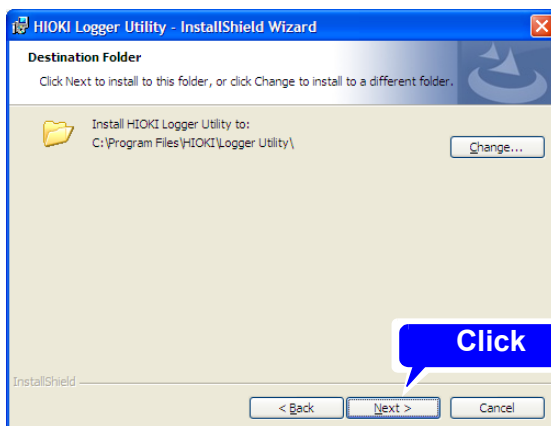 HIOKI Logger Utility - InstallShield Wizard
Destination Folder
Click Next to install to this folder, or click Change to install to a different folder.
Install HIOKI Logger Utility to:
C:\Program Files\HIOKI\Logger Utility\
Change...
Click
InstallShield
< Back
Next >
Cancel